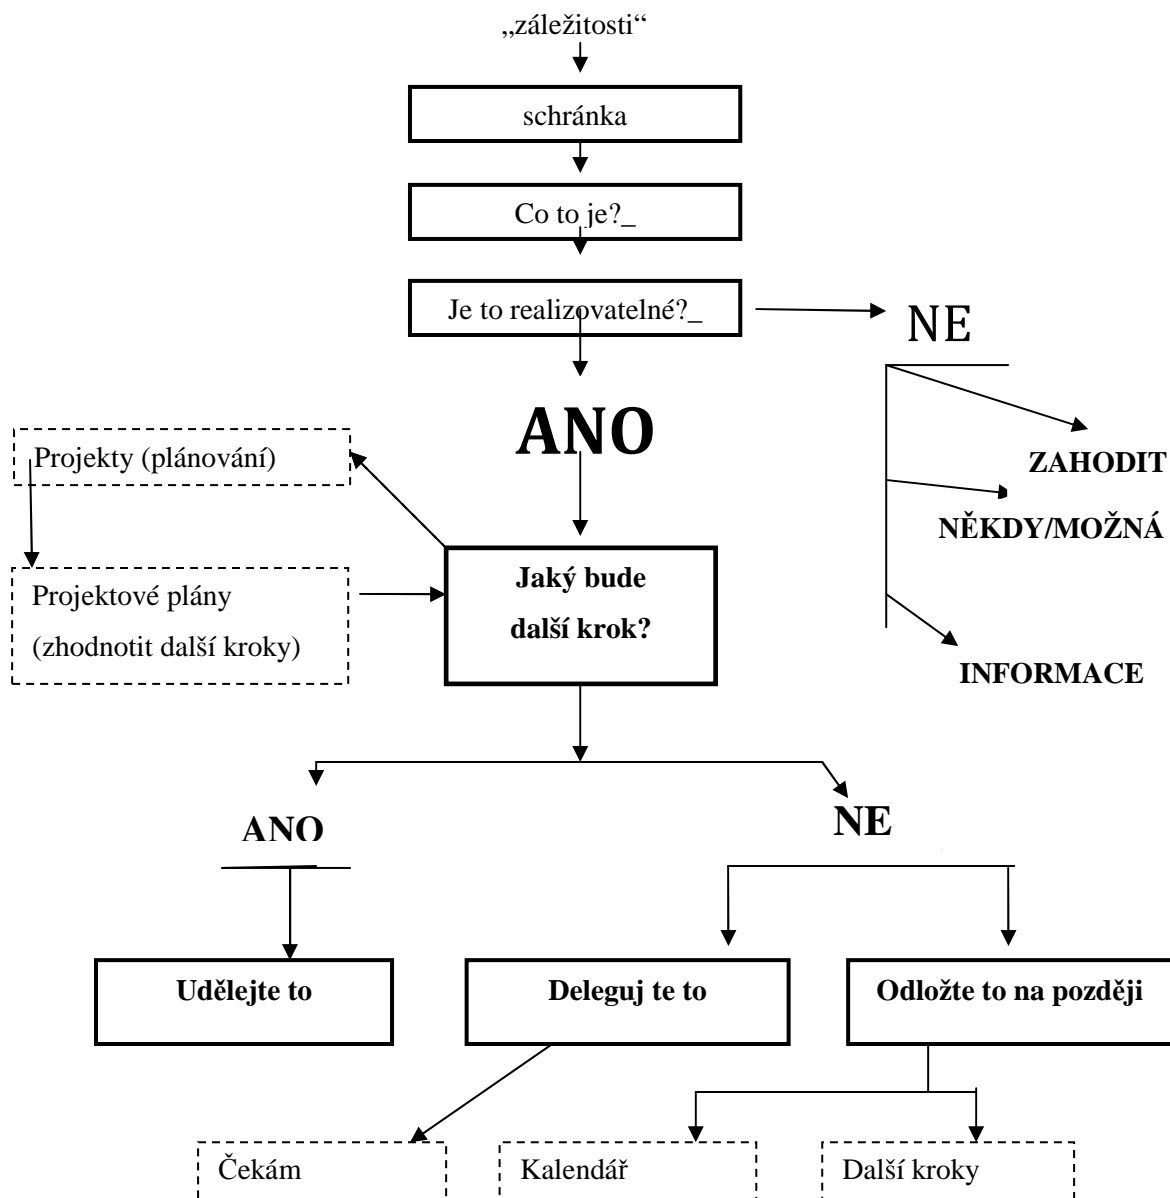 „záležitosti“
schránka
Co to je?_
Je to realizovatelné?_
NE
ANO
ZAHODIT
Projekty (plánování)
NĚKDY/MOŽNÁ
Jaký bude
další krok?
Projektové plány
(zhodnotit další kroky)
INFORMACE
ANO
NE
Udělejte to
Deleguj te to
Odložte to na později
Čekám
Kalendář
Další kroky